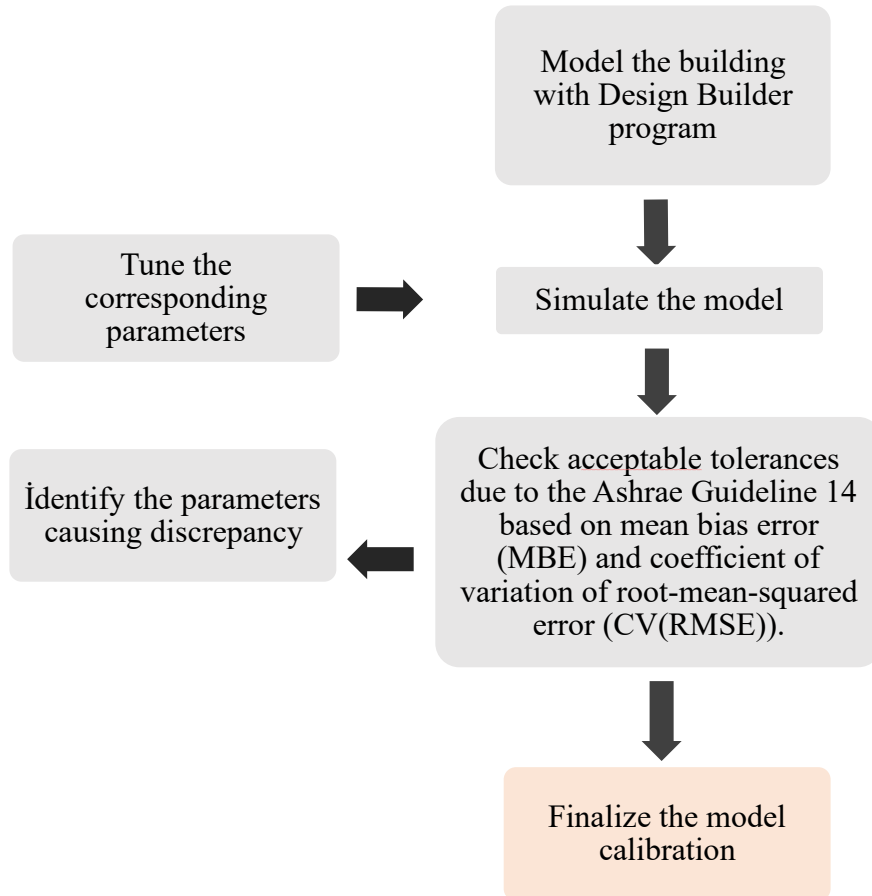 Model the building
with Design Builder
program
Tune the
corresponding
parameters
Simulate the model
Check acceptable tolerances
due to the Ashrae Guideline 14
based on mean bias error
(MBE) and coefficient of
variation of root-mean-squared
error (CV(RMSE)).
İdentify the parameters
causing discrepancy
Finalize the model
calibration